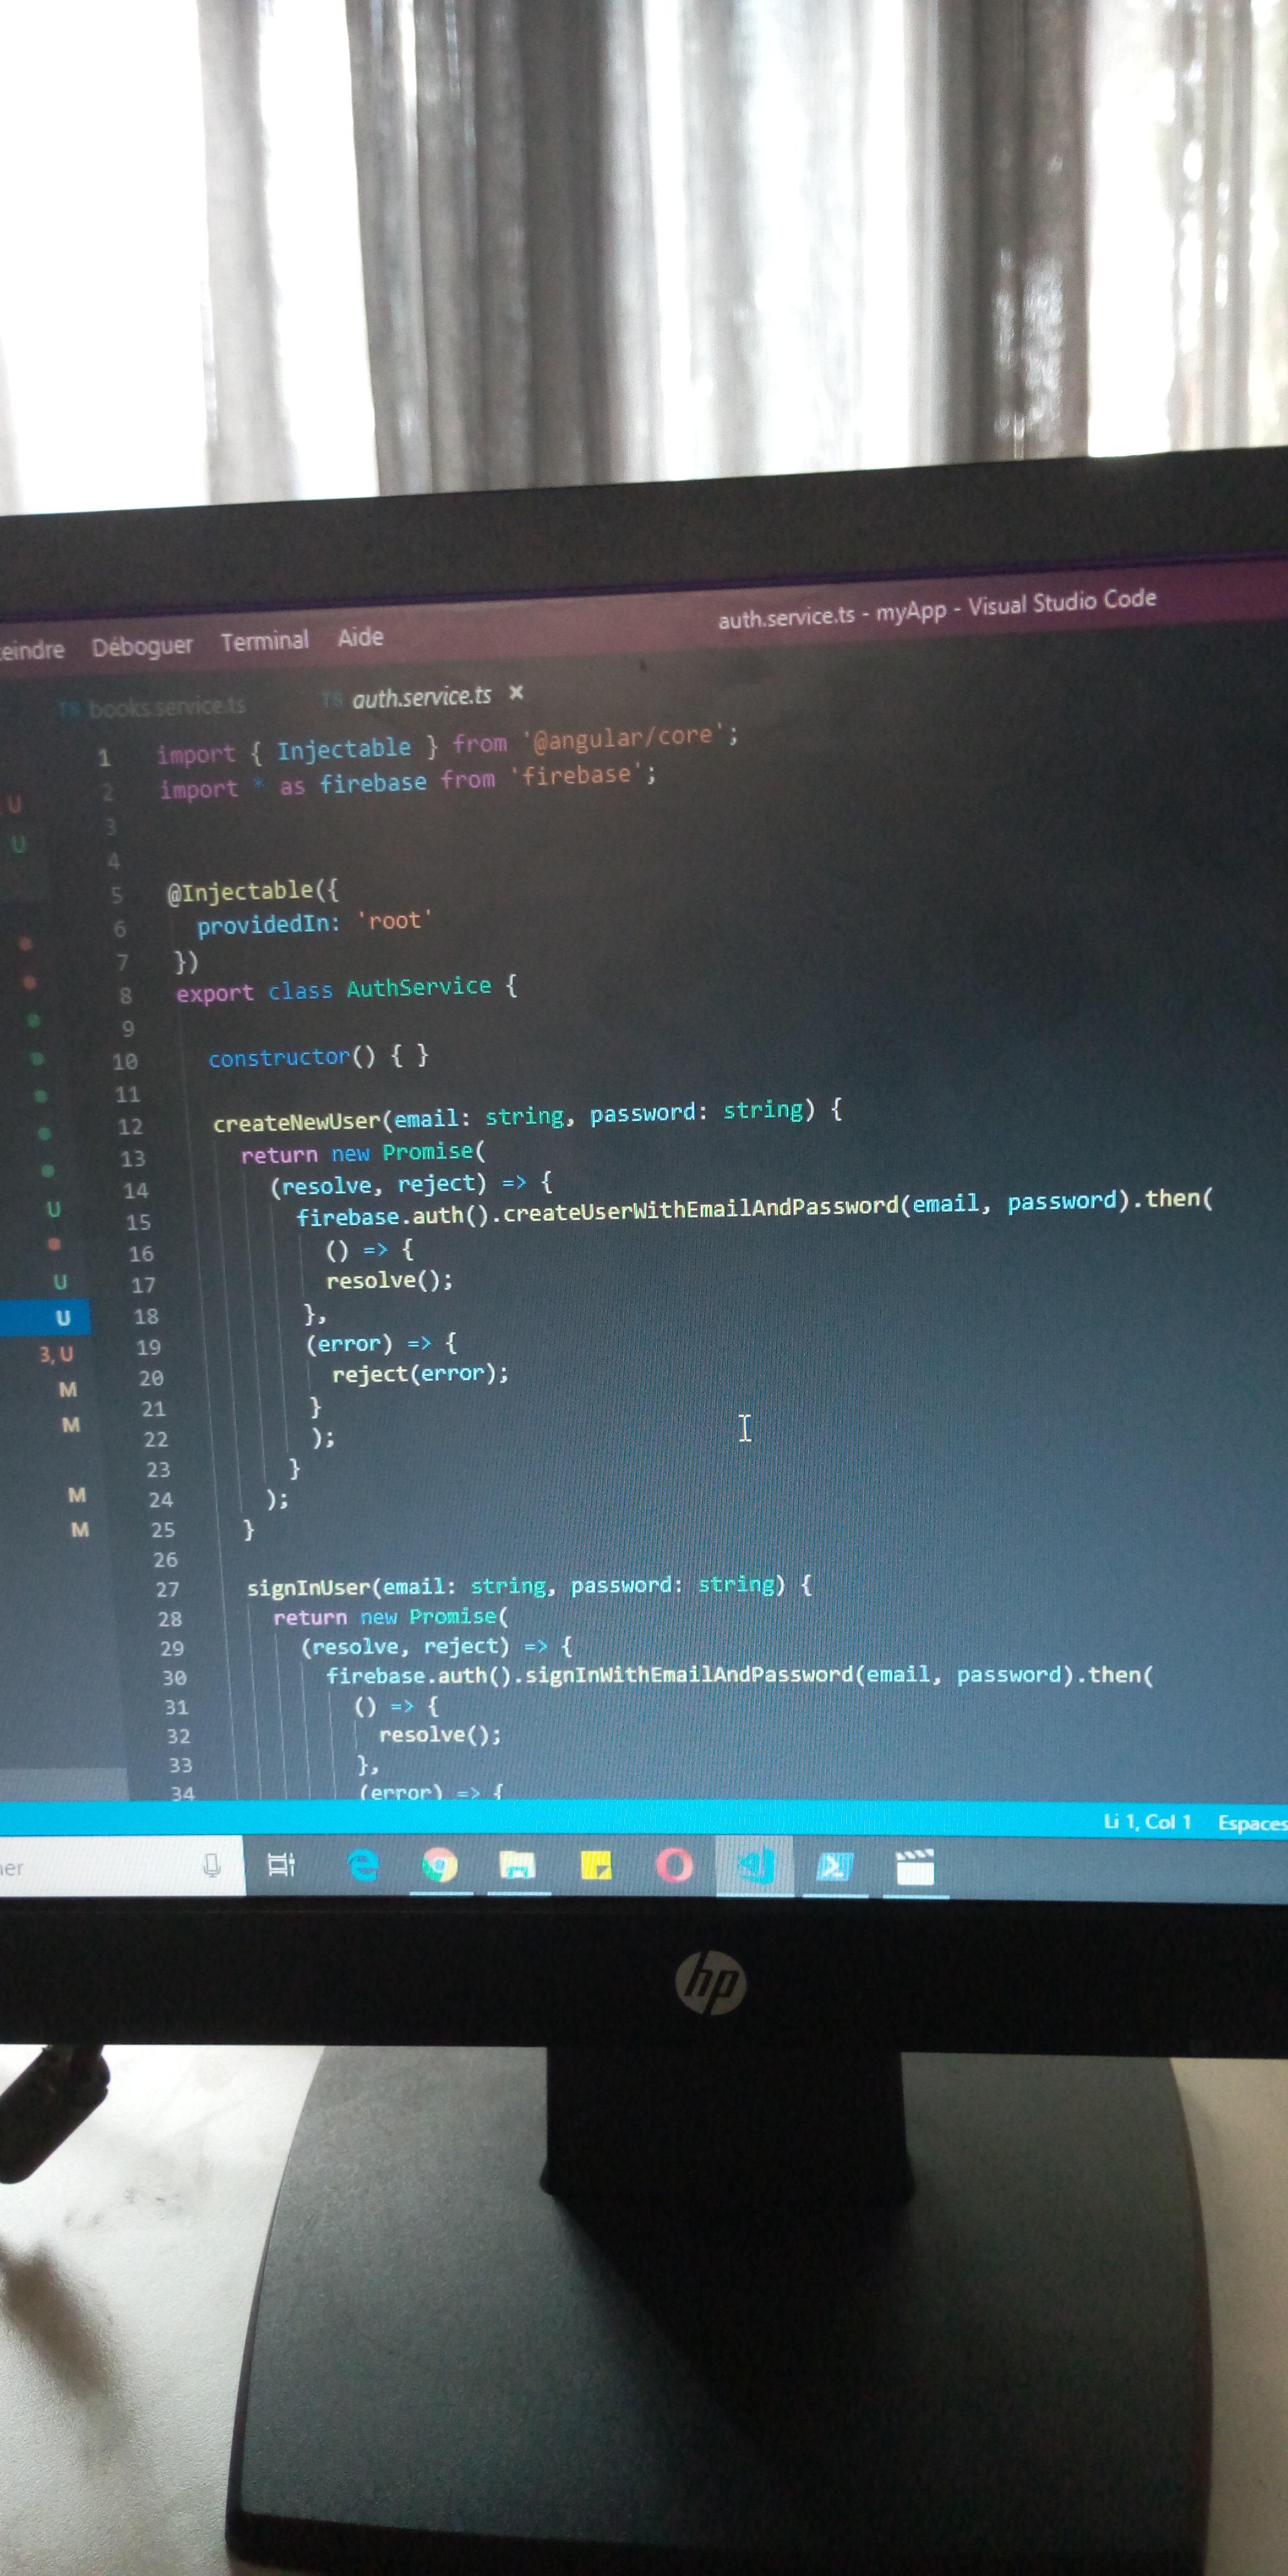 eindre Déboguer Terminal Aide auth.service.ts - myApp - Visual Studio Code
TS books.service.ts TS auth.service.ts ×
1 import { Injectable } from '@angular/core';
2 import * as firebase from 'firebase';
3
4
5 @Injectable({
6 providedIn: 'root'
7 })
8 export class AuthService {
9
10 constructor() { }
11
12 createNewUser(email: string, password: string) {
13 return new Promise(
14 (resolve, reject) => {
15 firebase.auth().createUserWithEmailAndPassword(email, password).then(
16 () => {
17 resolve();
18 },
19 (error) => {
20 reject(error);
21 }
22 );
23 }
24 );
25 }
26
27 signInUser(email: string, password: string) {
28 return new Promise(
29 (resolve, reject) => {
30 firebase.auth().signInWithEmailAndPassword(email, password).then(
31 () => {
32 resolve();
33 },
34 (error) => {
U
U
U
U
U
3, U
M
M
M
M
Li 1, Col 1 Espaces
er
hp